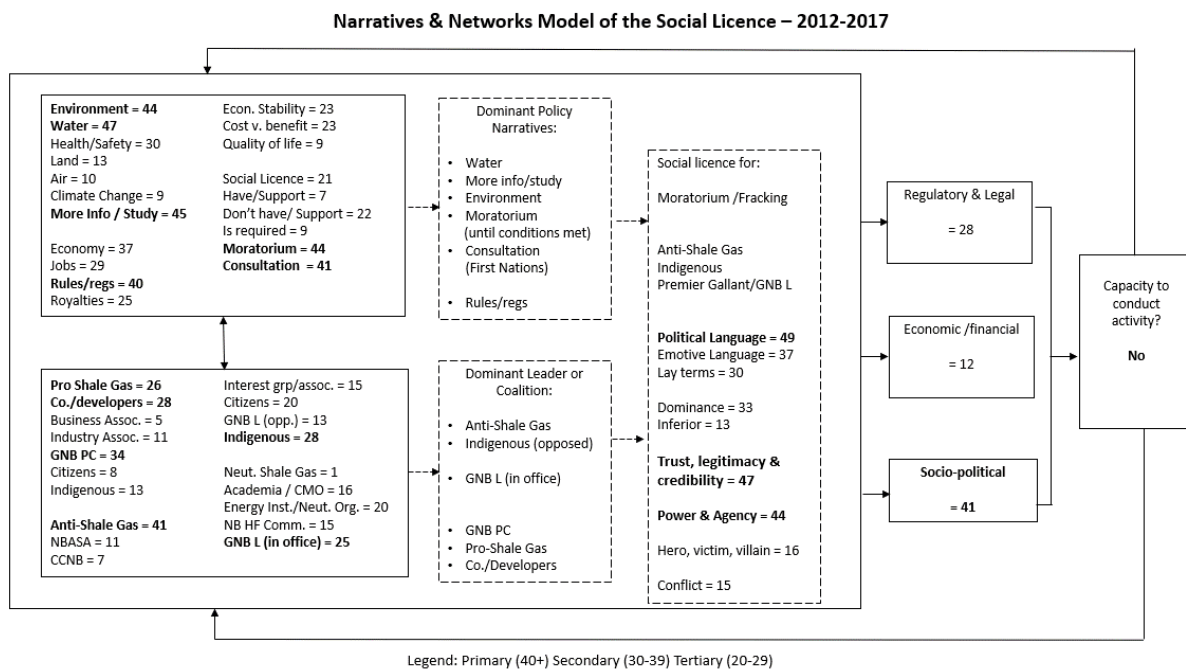 Narratives & Networks Model of the Social Licence – 2012-2017
Environment = 44
Water = 47
Health/Safety = 30
Land = 13
Air = 10
Climate Change = 9
More Info / Study = 45
Economy = 37
Jobs = 29
Rules/regs = 40
Royalties = 25
Econ. Stability = 23
Cost v. benefit = 23
Quality of life = 9
Social Licence = 21
Have/Support = 7
Don't have/ Support = 22
Is required = 9
Moratorium = 44
Consultation = 41
Dominant Policy
Narratives:
• Water
• More info/study
• Environment
• Moratorium
(until conditions met)
• Consultation
(First Nations)
• Rules/regs
Pro Shale Gas = 26
Co./developers = 28
Business Assoc. = 5
Industry Assoc. = 11
GNB PC = 34
Citizens = 8
Indigenous = 13
Anti-Shale Gas = 41
NBASA = 11
CCNB = 7
Interest grp/assoc. = 15
Citizens = 20
GNB L (opp.) = 13
Indigenous = 28
Neut. Shale Gas = 1
Academia / CMO = 16
Energy Inst./Neut. Org. = 20
NB HF Comm. = 15
GNB L (in office) = 25
Dominant Leader or
Coalition:
• Anti-Shale Gas
• Indigenous (opposed)
• GNB L (in office)
• GNB PC
• Pro-Shale Gas
• Co./Developers
Social licence for:
Moratorium /Fracking
Anti-Shale Gas
Indigenous
Premier Gallant/GNB L
Political Language = 49
Emotive Language = 37
Lay terms = 30
Dominance = 33
Inferior = 13
Trust, legitimacy &
credibility = 47
Power & Agency = 44
Hero, victim, villain = 16
Conflict = 15
Regulatory & Legal
= 28
Economic /financial
= 12
Socio-political
= 41
Capacity to
conduct
activity?
No
Legend: Primary (40+) Secondary (30-39) Tertiary (20-29)